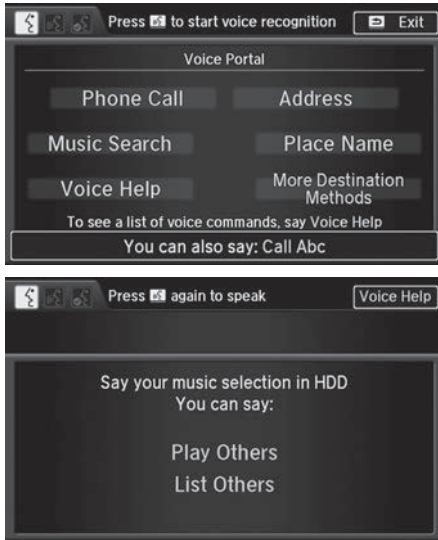 Press to start voice recognition Exit
Voice Portal
Phone Call Address
Music Search Place Name
Voice Help More Destination Methods
To see a list of voice commands, say Voice Help
You can also say: Call Abc
Press again to speak Voice Help
Say your music selection in HDD
You can say:
Play Others
List Others